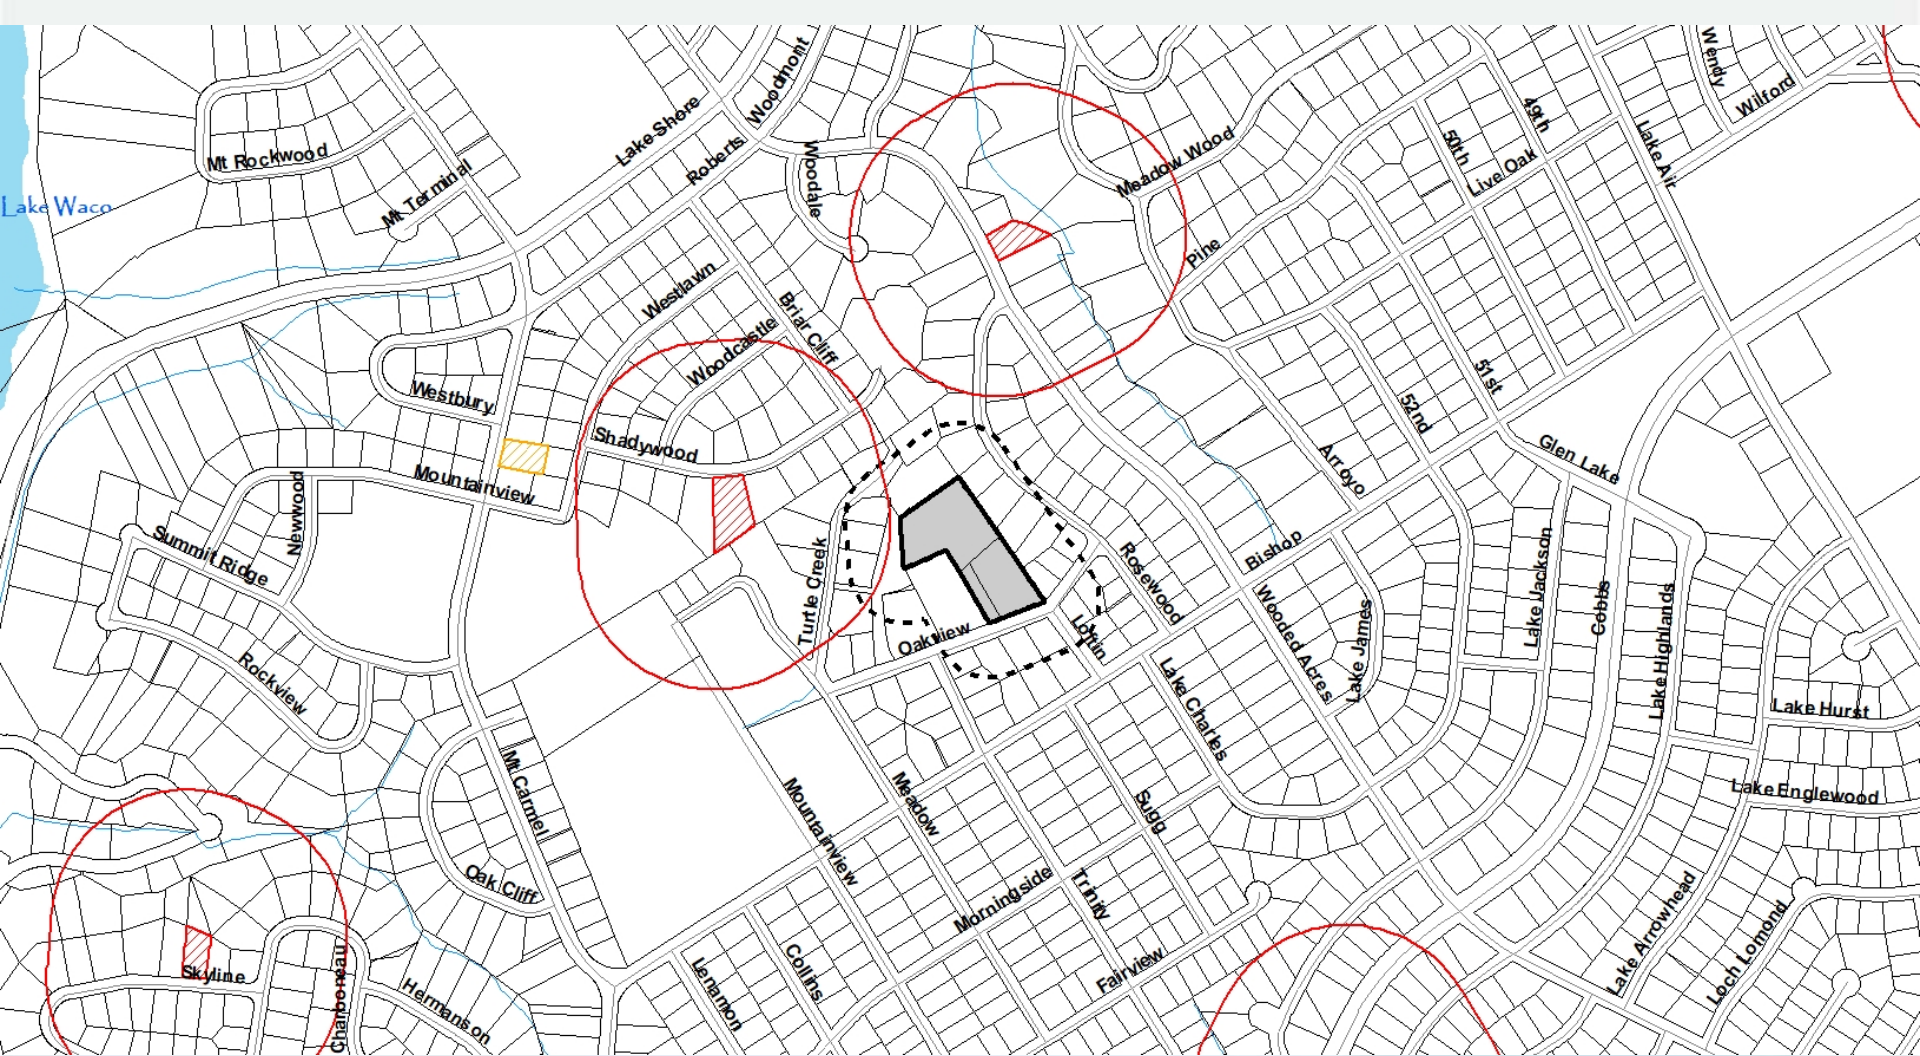 Wendy
Woodmont
Wilford
Lake Shore
49th
Mt Rockwood
Roberts
50th
Lake Air
Live Oak
Meadow Wood
Woodale
Mt Terminal
Lake Waco
Pine
Westlawn
Briar Cliff
Woodcastle
51st
Westbury
52nd
Shadywood
Glen Lake
Arroyo
Mountainview
Newwood
Summit Ridge
Bishop
Rosewood
Turtle Creek
Lake Jackson
Cobbs
Lake Highlands
Wooded Acres
Lake James
Oakview
Loftin
Rockview
Lake Charles
Lake Hurst
Mt Carmel
Mountainview
Meadow
Sugg
Lake Englewood
Oak Cliff
Morningside
Trinity
Lake Arrowhead
Loch Lomond
Skyline
Charboneau
Hermanson
Lenamon
Collins
Fairview